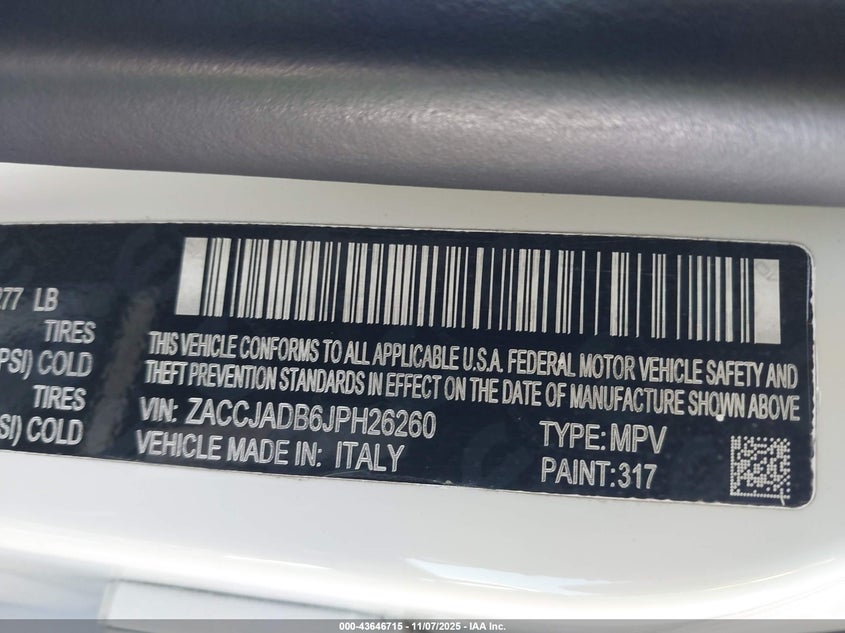 277 LB
TIRES
PSI) COLD
TIRES
SI) COLD
THIS VEHICLE CONFORMS TO ALL APPLICABLE U.S.A. FEDERAL MOTOR VEHICLE SAFETY AND
THEFT PREVENTION STANDARDS IN EFFECT ON THE DATE OF MANUFACTURE SHOWN ABOVE
VIN: ZACCJADB6JPH26260
TYPE: MPV
VEHICLE MADE IN: ITALY
PAINT:317
000-43646715 - 11/07/2025 - IAA Inc.